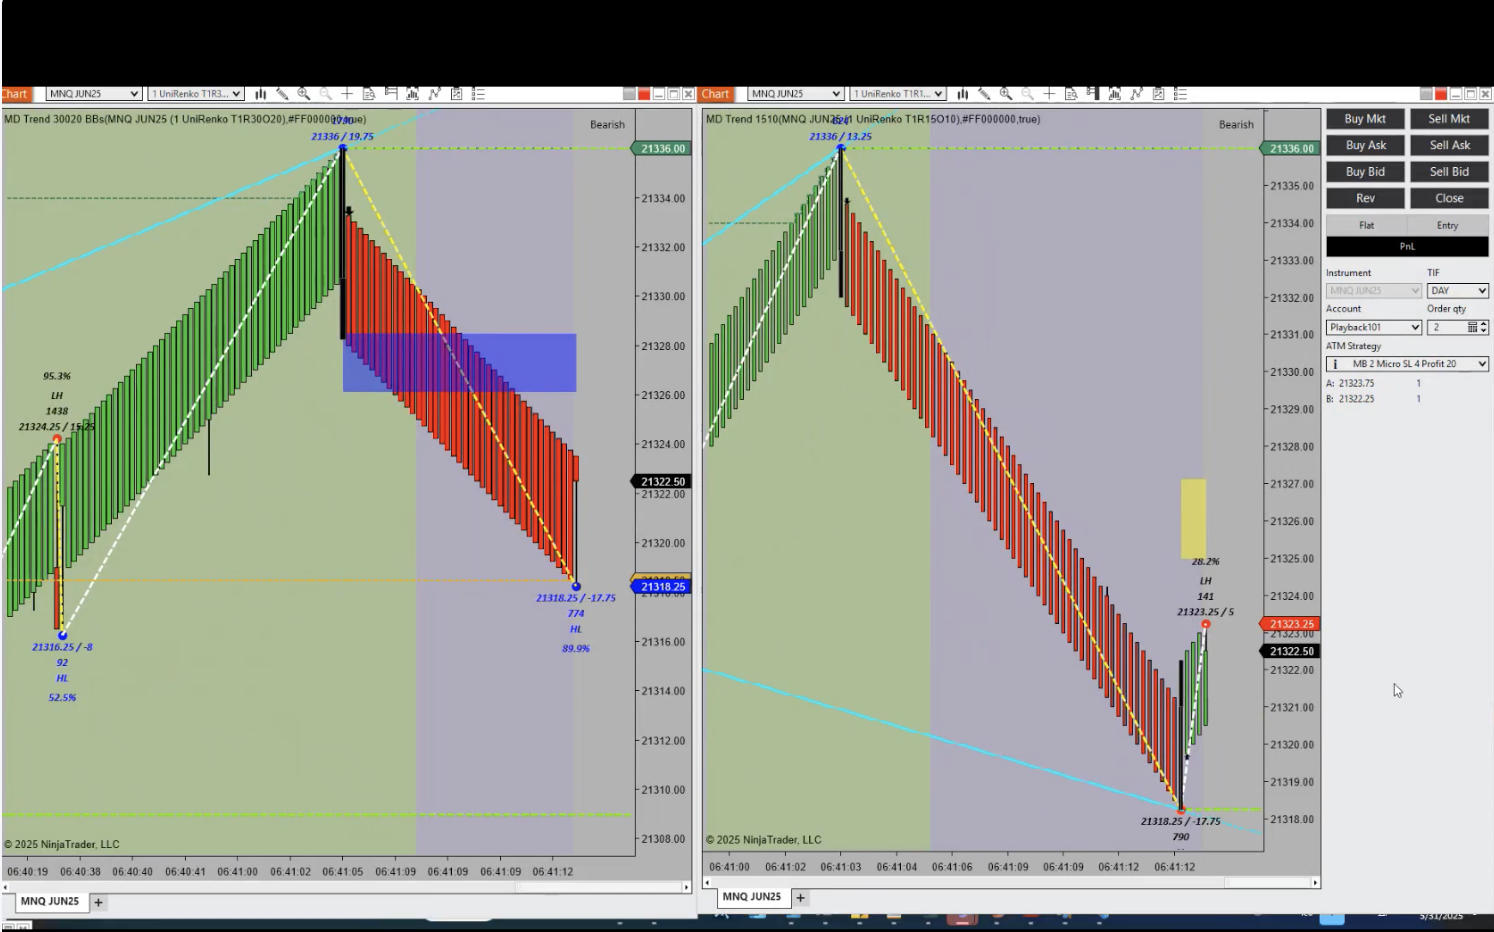 Chart MNQ JUN25 1 UniRenko T1R3...
MD Trend 30020 BBs(MNQ JUN25 (1 UniRenko T1R30O20),#FF000000,true)
Bearish
21336 / 19.75
21336.00
21334.00
21332.00
21330.00
21328.00
21326.00
21324.00
21322.50
21322.00
21320.00
21318.25
21316.00
21314.00
21312.00
21310.00
21308.00
95.3%
LH
1438
21324.25 / 15.25
21316.25 / -8
92
HL
52.5%
21318.25 / -17.75
774
HL
89.9%
© 2025 NinjaTrader, LLC
06:40:19 06:40:38 06:40:40 06:40:41 06:41:00 06:41:02 06:41:05 06:41:09 06:41:09 06:41:12
MNQ JUN25 +
Chart MNQ JUN25 1 UniRenko T1R1...
MD Trend 1510(MNQ JUN25 (1 UniRenko T1R15O10),#FF000000,true)
Bearish
21336 / 13.25
21336.00
21335.00
21334.00
21333.00
21332.00
21331.00
21330.00
21329.00
21328.00
21327.00
21326.00
21325.00
21324.00
21323.25
21323.00
21322.50
21322.00
21321.00
21320.00
21319.00
21318.00
28.2%
LH
141
21323.25 / 5
21318.25 / -17.75
790
© 2025 NinjaTrader, LLC
06:41:00 06:41:02 06:41:03 06:41:04 06:41:06 06:41:09 06:41:09 06:41:12 06:41:12
MNQ JUN25 +
Buy Mkt Sell Mkt
Buy Ask Sell Ask
Buy Bid Sell Bid
Rev Close
Flat Entry
PnL
Instrument TIF
MNQ JUN25 DAY
Account Order qty
Playback101 2
ATM Strategy
MB 2 Micro SL 4 Profit 20
A: 21323.75 1
B: 21322.25 1
5/31/2025